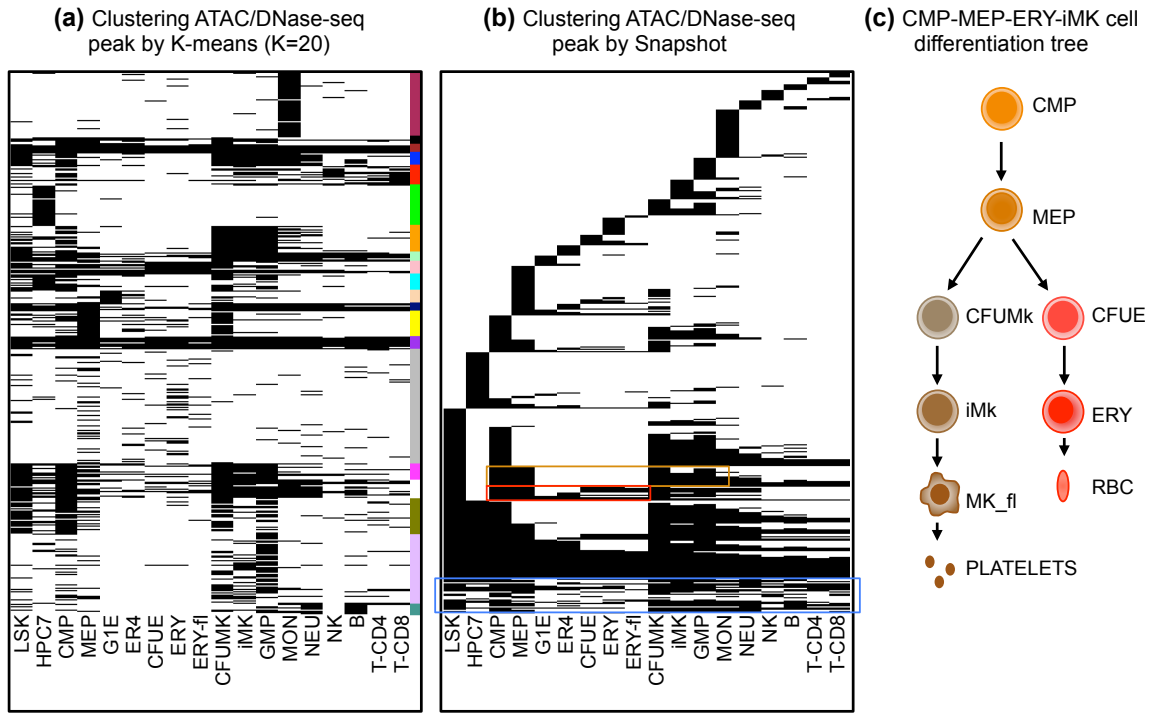 (a) Clustering ATAC/DNase-seq
peak by K-means (K=20)
(b) Clustering ATAC/DNase-seq
peak by Snapshot
(c) CMP-MEP-ERY-iMK cell
differentiation tree
LSK
HPC7
CMP
MEP
G1E
ER4
CFUE
ERY
ERY-fl
CFUMK
iMK
GMP
MON
NEU
NK
B
T-CD4
T-CD8
LSK
HPC7
CMP
MEP
G1E
ER4
CFUE
ERY
ERY-fl
CFUMK
iMK
GMP
MON
NEU
NK
B
T-CD4
T-CD8
CMP
MEP
CFUMk
CFUE
iMk
ERY
MK_fl
RBC
PLATELETS